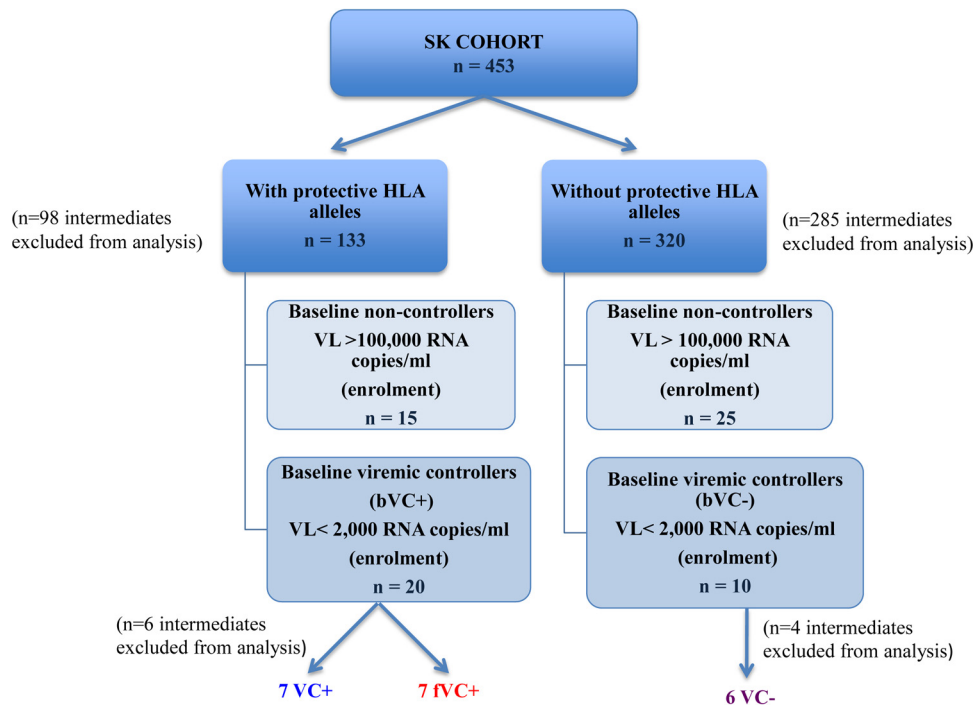 SK COHORT
n = 453
With protective HLA
alleles
n = 133
Without protective HLA
alleles
n = 320
(n=98 intermediates
excluded from analysis)
(n=285 intermediates
excluded from analysis)
Baseline non-controllers
VL >100,000 RNA
copies/ml
(enrolment)
n = 15
Baseline non-controllers
VL > 100,000 RNA
copies/ml
(enrolment)
n = 25
Baseline viremic controllers
(bVC+)
VL< 2,000 RNA copies/ml
(enrolment)
n = 20
Baseline viremic controllers
(bVC-)
VL< 2,000 RNA copies/ml
(enrolment)
n = 10
(n=6 intermediates
excluded from analysis)
(n=4 intermediates
excluded from analysis)
7 VC+
7 fVC+
6 VC-